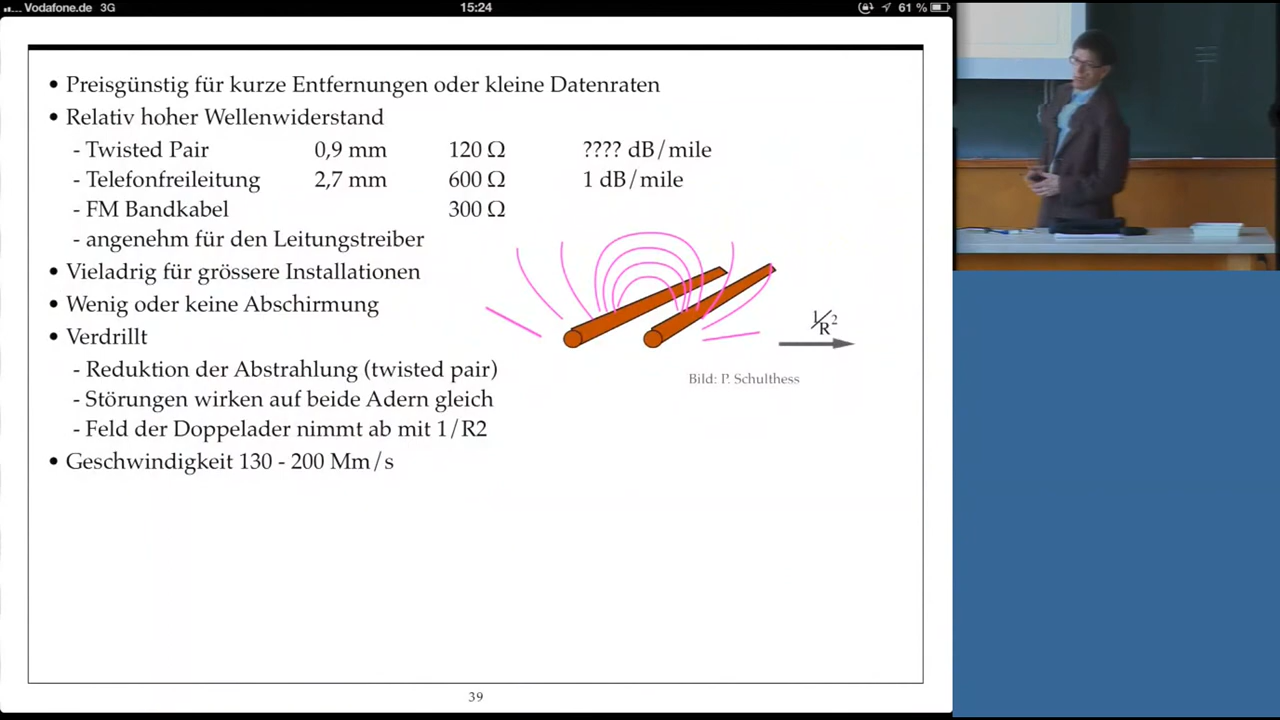 Vodafone.de 3G 15:24 61 %
• Preisgünstig für kurze Entfernungen oder kleine Datenraten
• Relativ hoher Wellenwiderstand
- Twisted Pair 0,9 mm 120 Ω ???? dB/mile
- Telefonfreileitung 2,7 mm 600 Ω 1 dB/mile
- FM Bandkabel 300 Ω
- angenehm für den Leitungstreiber
• Vieladrig für grössere Installationen
• Wenig oder keine Abschirmung
• Verdrillt
- Reduktion der Abstrahlung (twisted pair)
- Störungen wirken auf beide Adern gleich
- Feld der Doppelader nimmt ab mit 1/R2
• Geschwindigkeit 130 - 200 Mm/s
1/R²
Bild: P. Schulthess
39